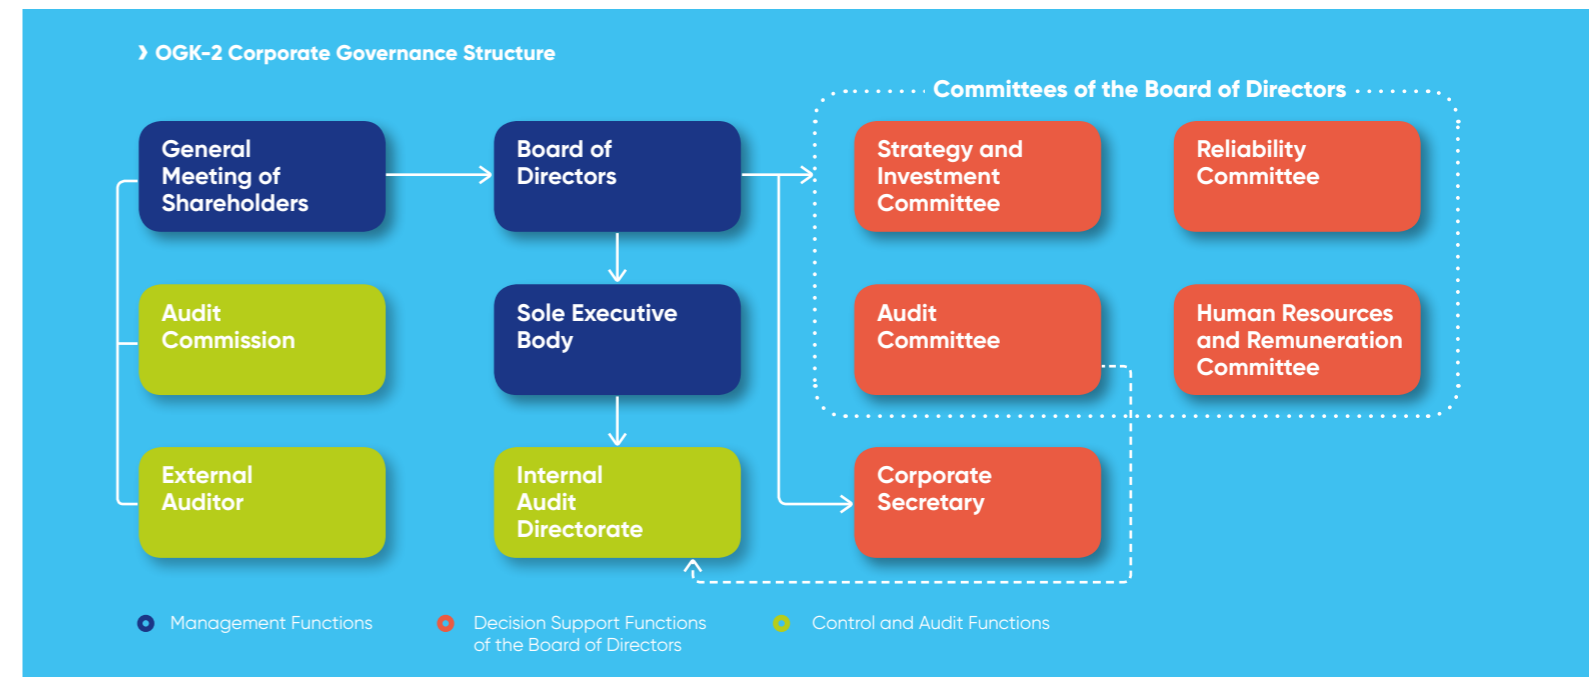 ❯ OGK-2 Corporate Governance Structure
Committees of the Board of Directors
General
Meeting of
Shareholders
Board of
Directors
Strategy and
Investment
Committee
Reliability
Committee
Audit
Commission
Sole Executive
Body
Audit
Committee
Human Resources
and Remuneration
Committee
External
Auditor
Internal
Audit
Directorate
Corporate
Secretary
Management Functions
Decision Support Functions
of the Board of Directors
Control and Audit Functions